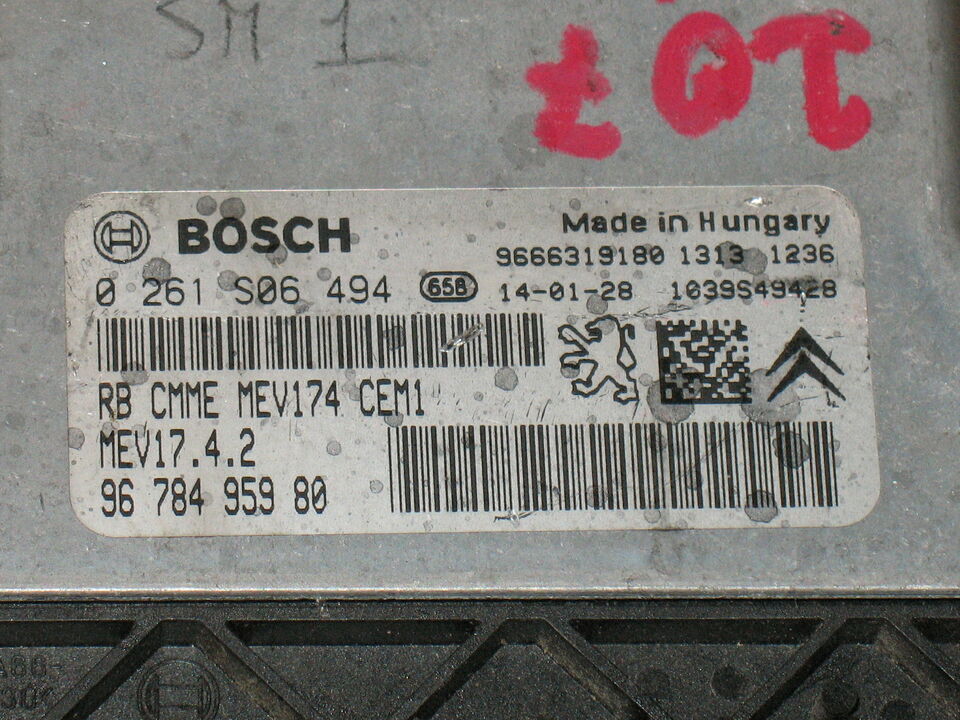 SM 1
BOSCH
Made in Hungary
9666319180 1313 1236
0 261 S06 494 658 14-01-28 1039S49428
RB CMME MEV174 CEM1
MEV17.4.2
96 784 959 80